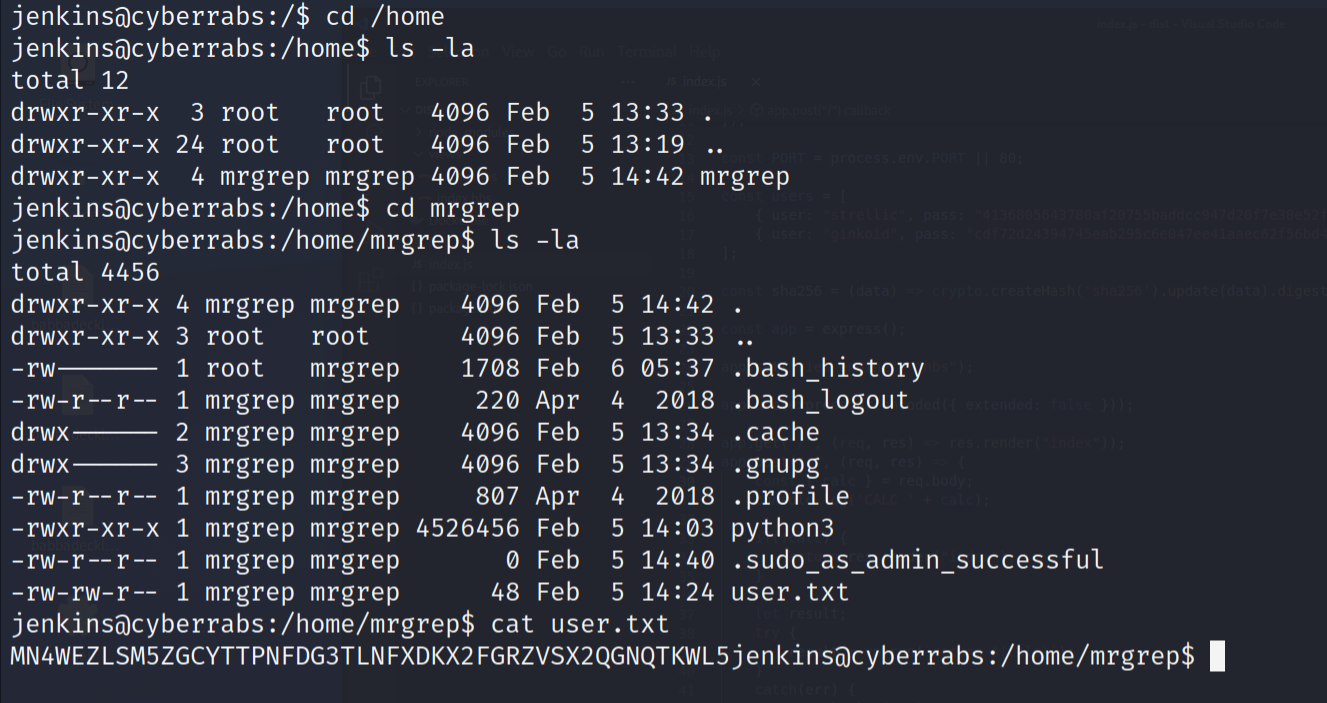 jenkins@cyberrabs:/$ cd /home
jenkins@cyberrabs:/home$ ls -la
total 12
drwxr-xr-x  3 root   root   4096 Feb  5 13:33 .
drwxr-xr-x 24 root   root   4096 Feb  5 13:19 ..
drwxr-xr-x  4 mrgrep mrgrep 4096 Feb  5 14:42 mrgrep
jenkins@cyberrabs:/home$ cd mrgrep
jenkins@cyberrabs:/home/mrgrep$ ls -la
total 4456
drwxr-xr-x 4 mrgrep mrgrep    4096 Feb  5 14:42 .
drwxr-xr-x 3 root   root      4096 Feb  5 13:33 ..
-rw------- 1 root   mrgrep    1708 Feb  6 05:37 .bash_history
-rw-r--r-- 1 mrgrep mrgrep     220 Apr  4  2018 .bash_logout
drwx------ 2 mrgrep mrgrep    4096 Feb  5 13:34 .cache
drwx------ 3 mrgrep mrgrep    4096 Feb  5 13:34 .gnupg
-rw-r--r-- 1 mrgrep mrgrep     807 Apr  4  2018 .profile
-rwxr-xr-x 1 mrgrep mrgrep 4526456 Feb  5 14:03 python3
-rw-r--r-- 1 mrgrep mrgrep       0 Feb  5 14:40 .sudo_as_admin_successful
-rw-rw-r-- 1 mrgrep mrgrep      48 Feb  5 14:24 user.txt
jenkins@cyberrabs:/home/mrgrep$ cat user.txt
MN4WEZLSM5ZGCYTTPNFDG3TLNFXDKX2FGRZVSX2QGNQTKWL5jenkins@cyberrabs:/home/mrgrep$